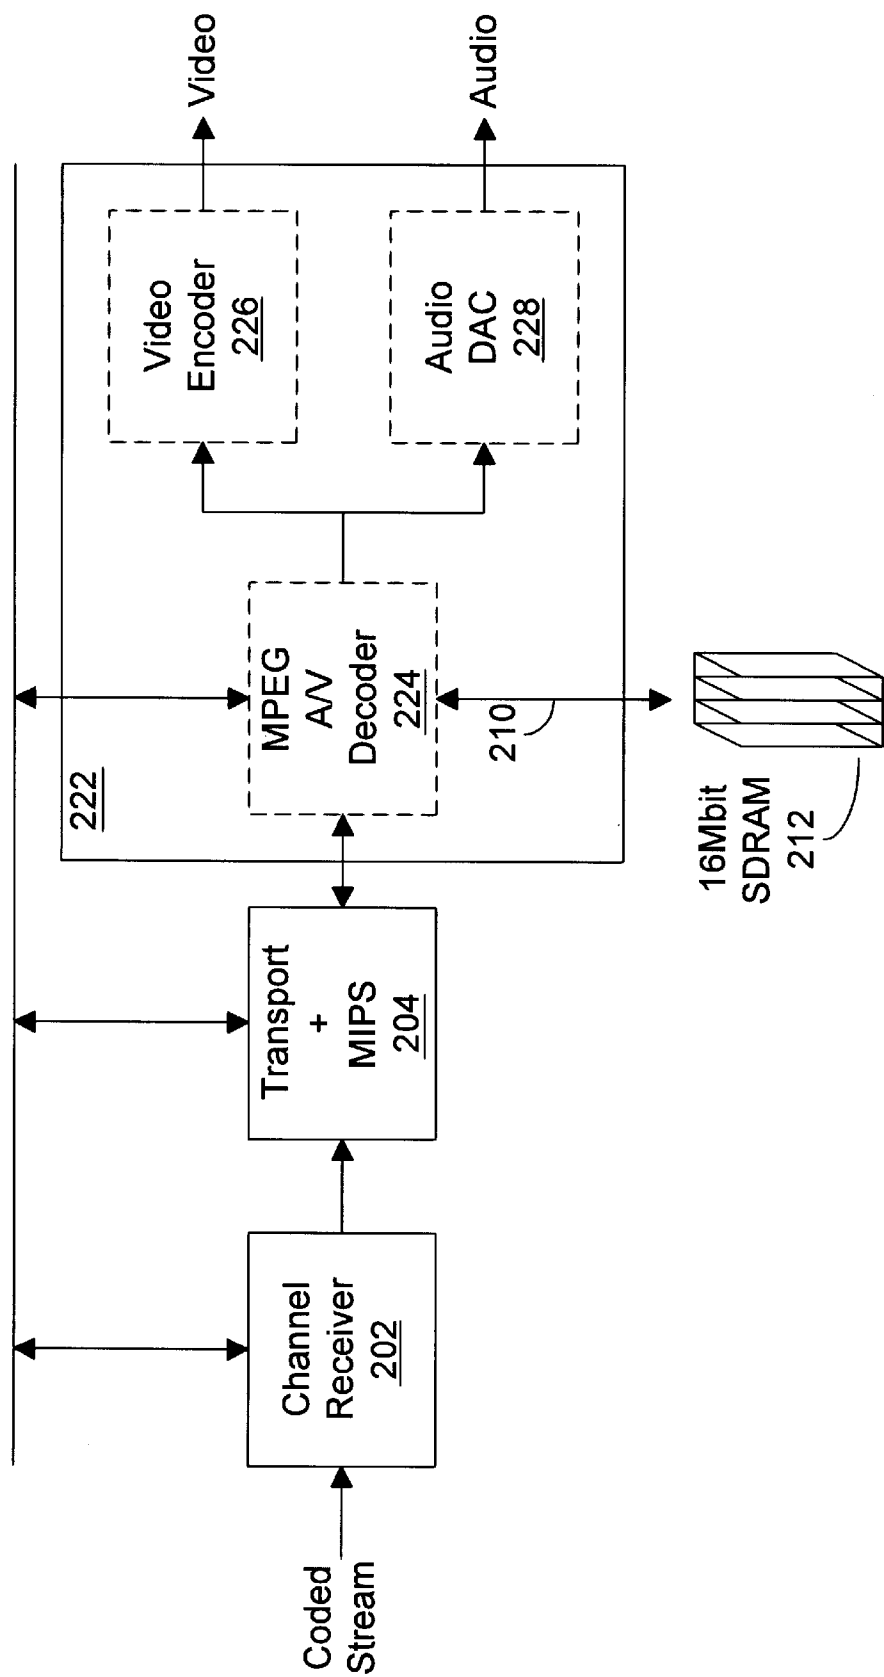 Coded
Stream
Channel
Receiver
202
Transport
+
MIPS
204
222
MPEG
A/V
Decoder
224
210
16Mbit
SDRAM
212
Video
Encoder
226
Audio
DAC
228
Video
Audio